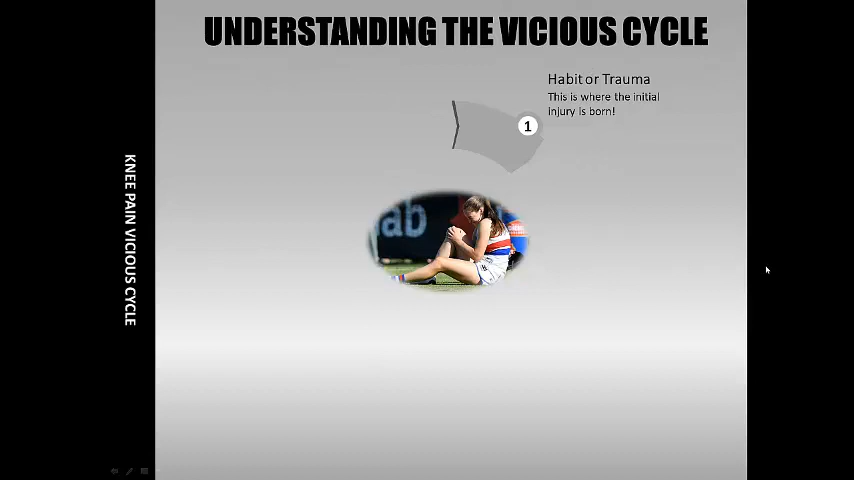 UNDERSTANDING THE VICIOUS CYCLE
Habit or Trauma
This is where the initial
injury is born!
1
ab
KNEE PAIN VICIOUS CYCLE